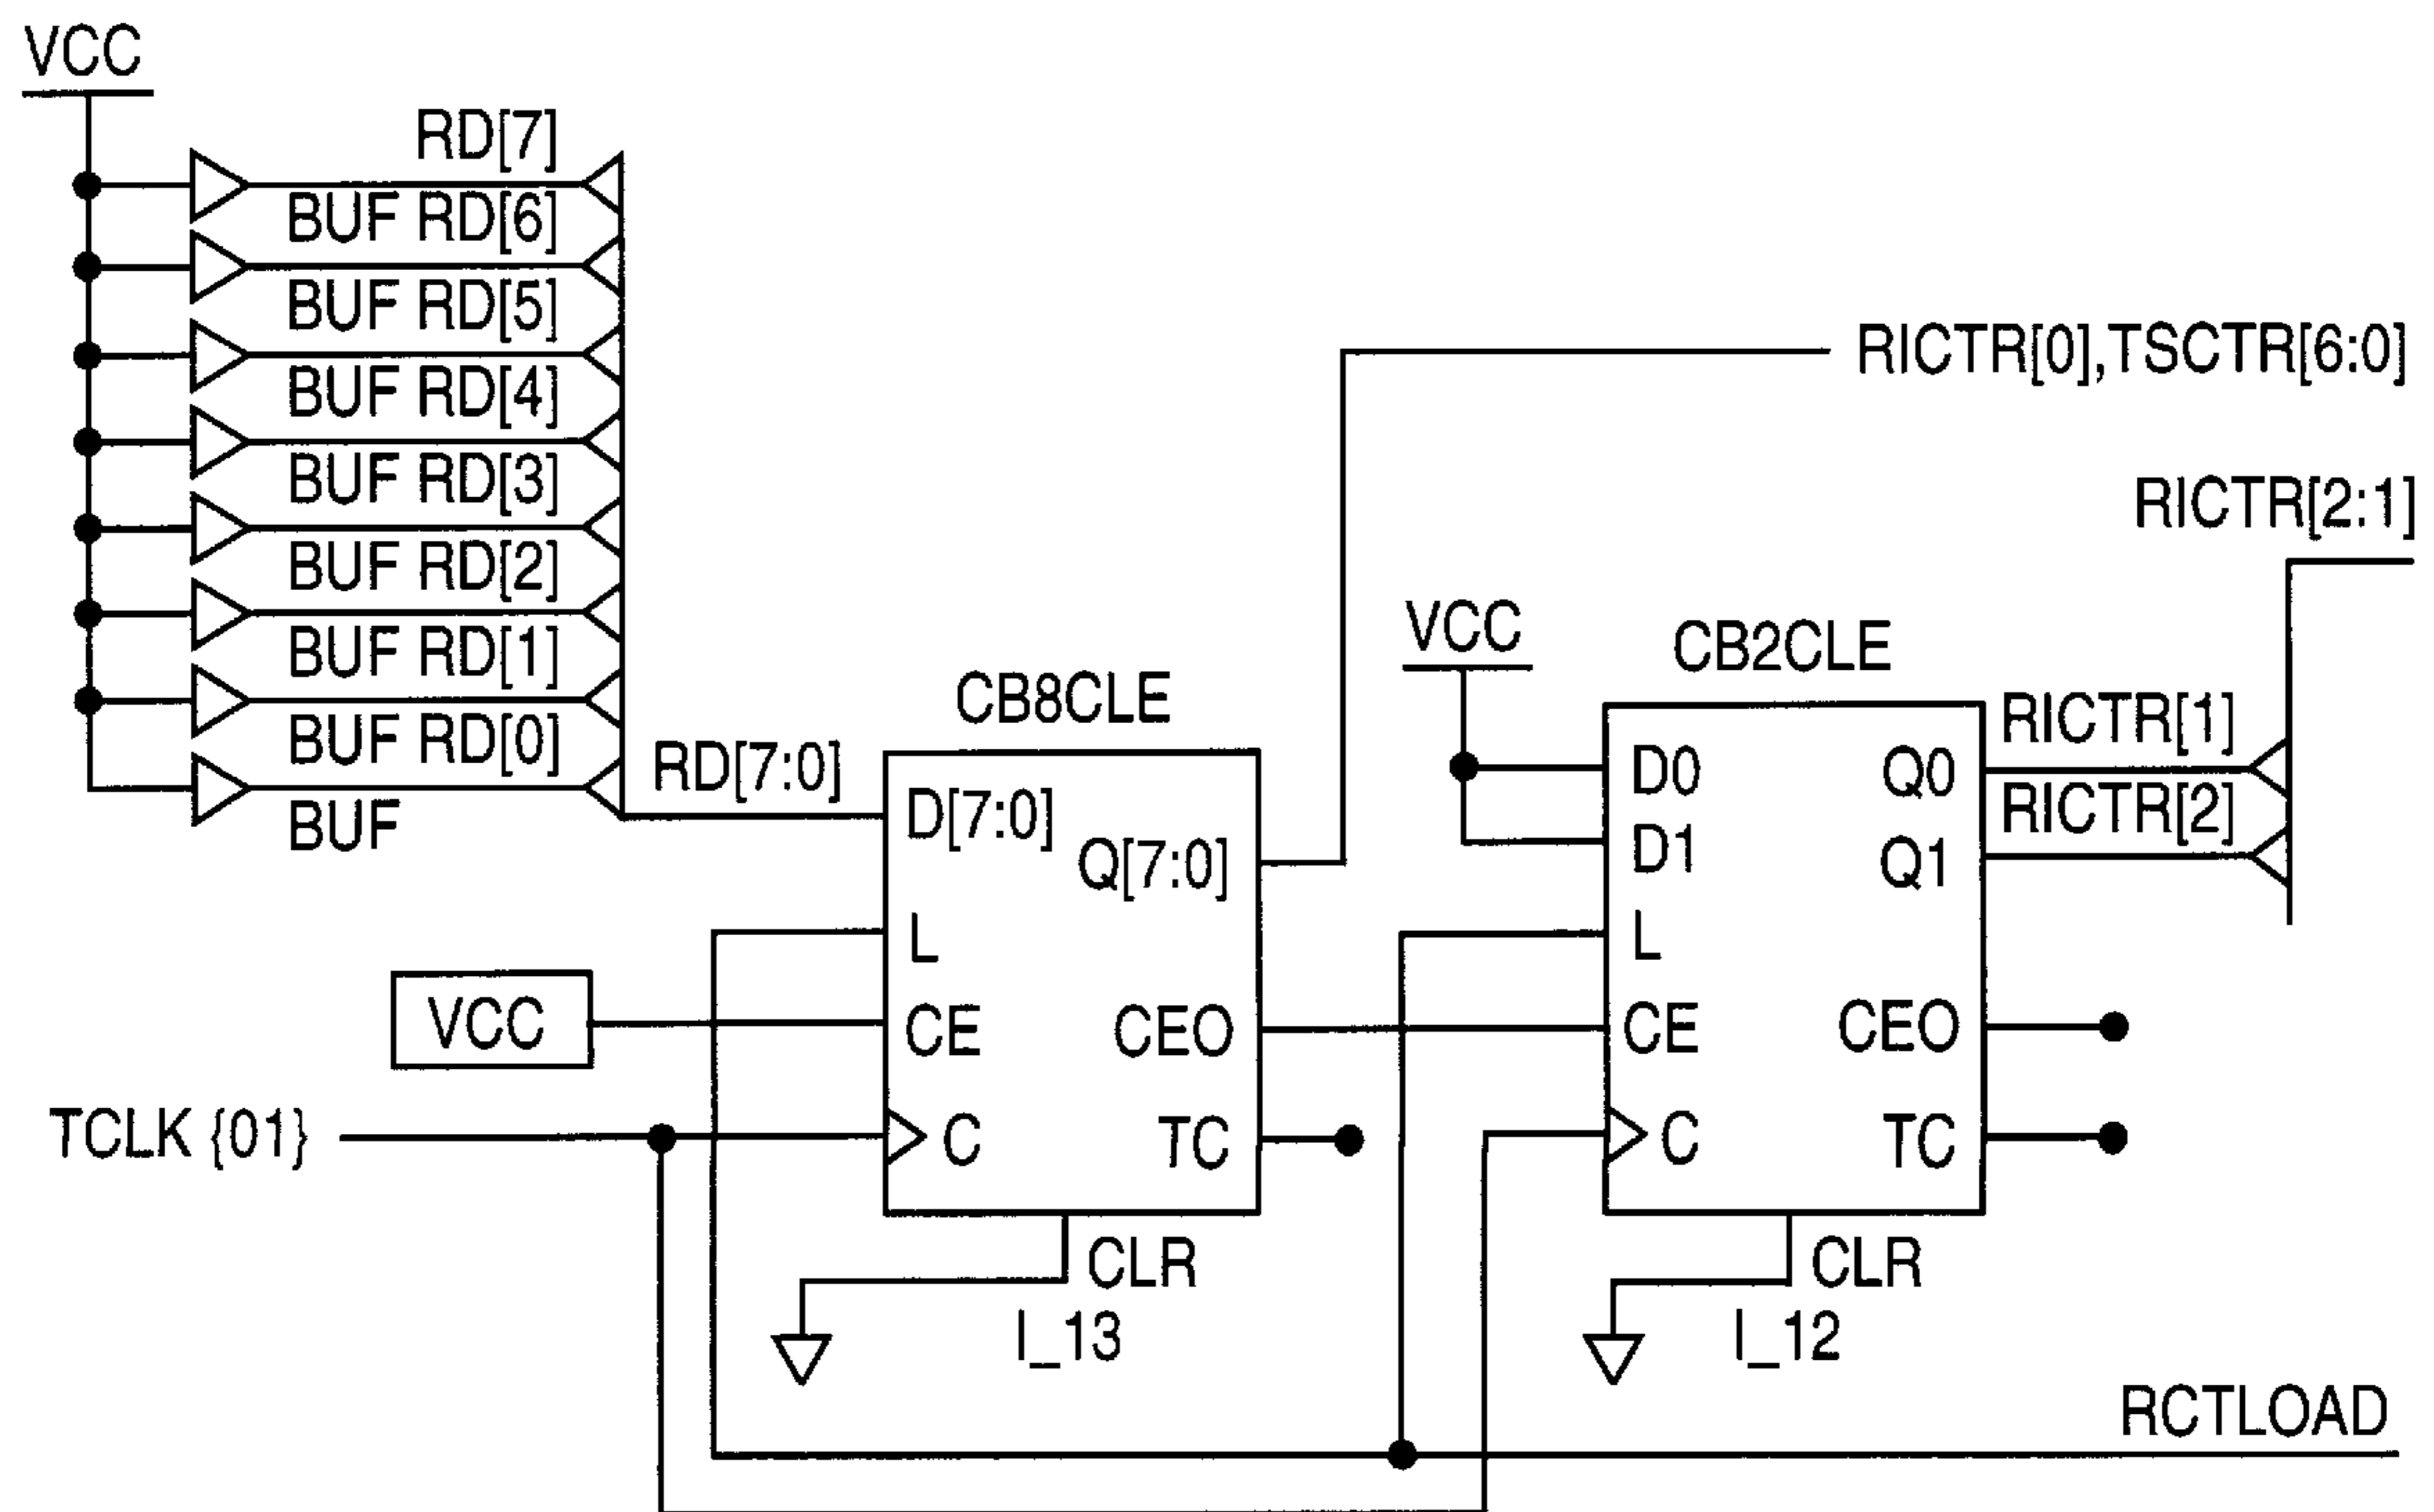 VCC
RD[7]
BUF RD[6]
BUF RD[5]
BUF RD[4]
BUF RD[3]
BUF RD[2]
BUF RD[1]
BUF RD[0]
BUF
RD[7:0]
CB8CLE
D[7:0]
Q[7:0]
L
CE
CEO
C
TC
CLR
I_13
VCC
TCLK {01}
RICTR[0],TSCTR[6:0]
RICTR[2:1]
VCC
CB2CLE
D0
Q0
D1
Q1
L
CE
CEO
C
TC
CLR
I_12
RICTR[1]
RICTR[2]
RCTLOAD